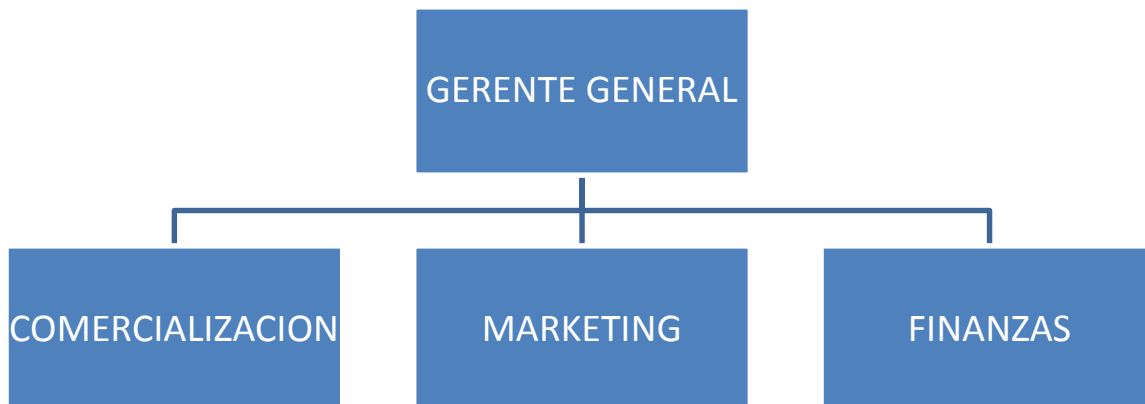 GERENTE GENERAL
COMERCIALIZACION
MARKETING
FINANZAS